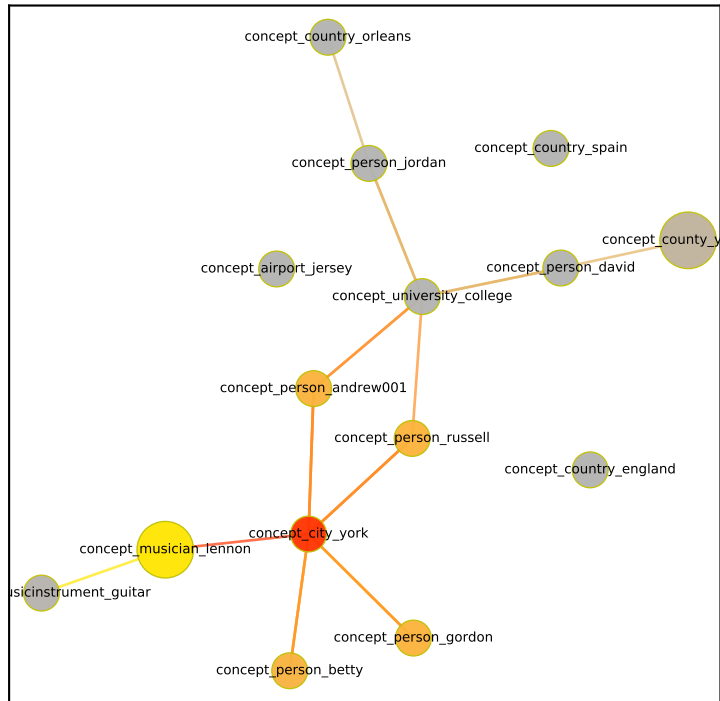 concept_country_orleans
concept_country_spain
concept_person_jordan
concept_county_y
concept_airport_jersey
concept_person_david
concept_university_college
concept_person_andrew001
concept_person_russell
concept_country_england
concept_city_york
concept_musician_lennon
usicinstrument_guitar
concept_person_gordon
concept_person_betty